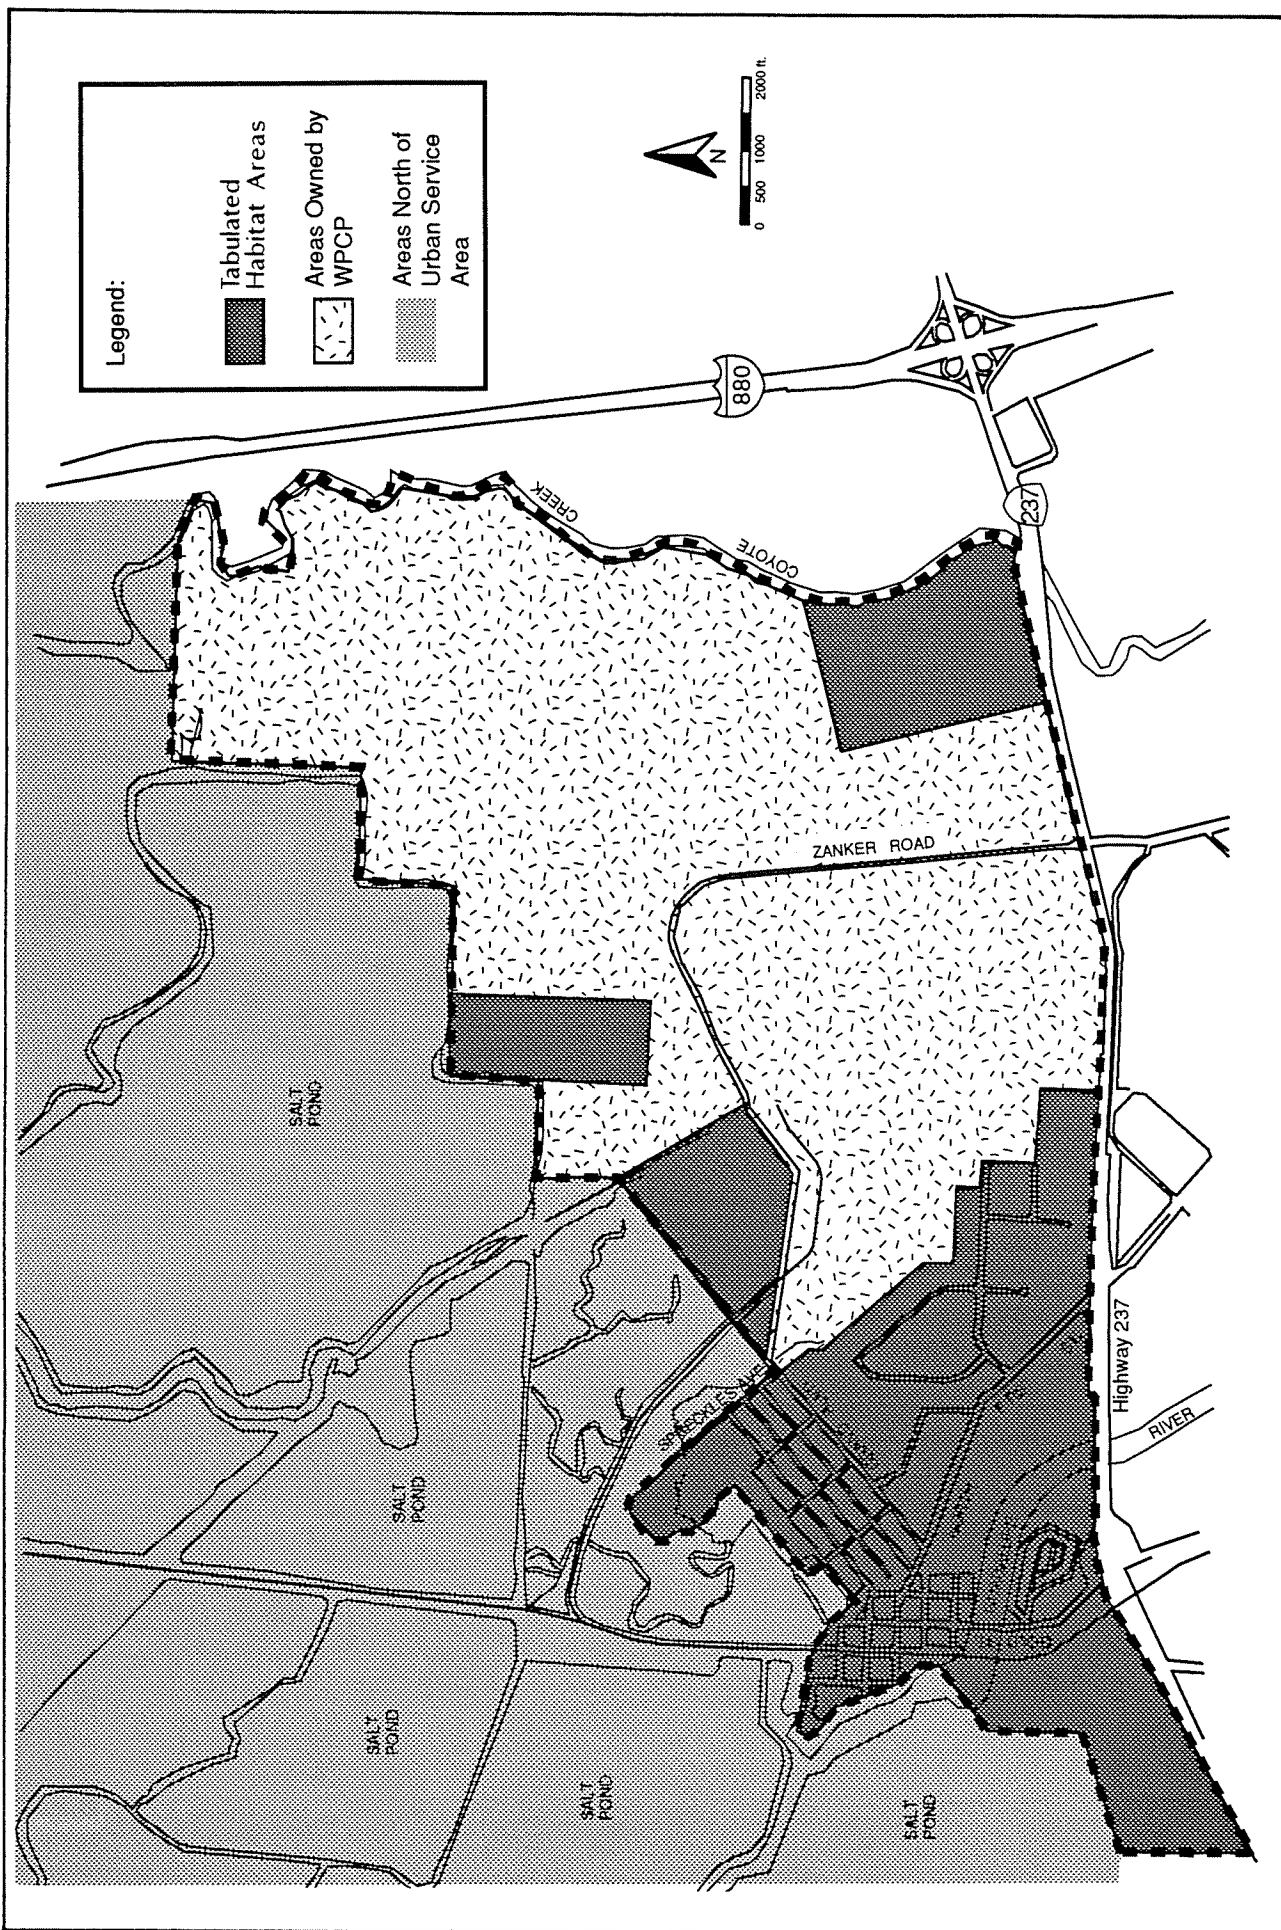 Legend:
Tabulated
Habitat Areas
Areas Owned by
WPCP
Areas North of
Urban Service
Area
N
0 500 1000 2000 ft.
880
237
COYOTE
CREEK
ZANKER ROAD
SALT
POND
SALT
POND
SALT
POND
SALT
POND
SALT
POND
SPRECKLES
Highway 237
RIVER